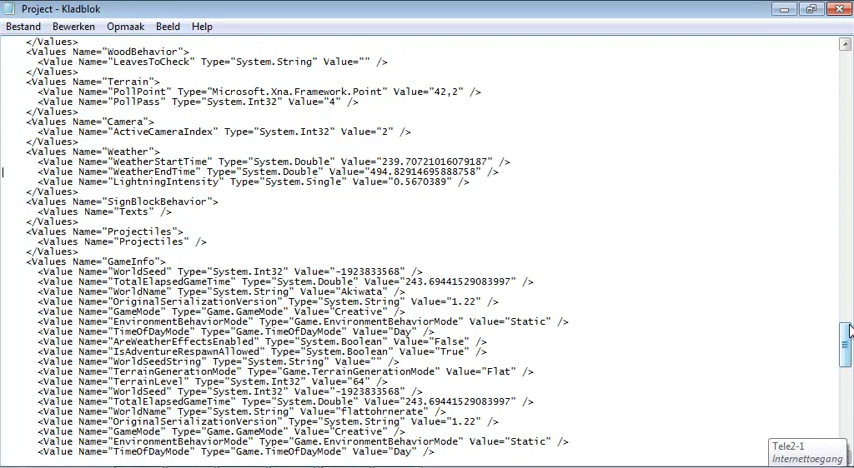 Project - Kladblok
Bestand Bewerken Opmaak Beeld Help
</Values>
<Values Name="WoodBehavior">
<Value Name="LeavesToCheck" Type="System.String" Value="" />
</Values>
<Values Name="Terrain">
<Value Name="PollPoint" Type="Microsoft.Xna.Framework.Point" Value="42,2" />
<Value Name="PollPass" Type="System.Int32" Value="4" />
</Values>
<Values Name="Camera">
<Value Name="ActiveCameraIndex" Type="System.Int32" Value="2" />
</Values>
<Values Name="Weather">
<Value Name="WeatherStartTime" Type="System.Double" Value="239.70721016079187" />
<Value Name="WeatherEndTime" Type="System.Double" Value="494.82914695888758" />
<Value Name="LightningIntensity" Type="System.Single" Value="0.5670389" />
</Values>
<Values Name="SignBlockBehavior">
<Value Name="Texts" />
</Values>
<Values Name="Projectiles">
<Value Name="Projectiles" />
</Values>
<Values Name="GameInfo">
<Value Name="WorldSeed" Type="System.Int32" Value="-1923833568" />
<Value Name="TotalElapsedGameTime" Type="System.Double" Value="243.69441529083997" />
<Value Name="WorldName" Type="System.String" Value="Akiwata" />
<Value Name="OriginalSerializationVersion" Type="System.String" Value="1.22" />
<Value Name="GameMode" Type="Game.GameMode" Value="Creative" />
<Value Name="EnvironmentBehaviorMode" Type="Game.EnvironmentBehaviorMode" Value="Static" />
<Value Name="TimeOfDayMode" Type="Game.TimeOfDayMode" Value="Day" />
<Value Name="AreWeatherEffectsEnabled" Type="System.Boolean" Value="False" />
<Value Name="IsAdventureRespawnAllowed" Type="System.Boolean" Value="True" />
<Value Name="WorldSeedString" Type="System.String" Value="" />
<Value Name="TerrainGenerationMode" Type="Game.TerrainGenerationMode" Value="Flat" />
<Value Name="TerrainLevel" Type="System.Int32" Value="64" />
<Value Name="WorldSeed" Type="System.Int32" Value="-1923833568" />
<Value Name="TotalElapsedGameTime" Type="System.Double" Value="243.69441529083997" />
<Value Name="WorldName" Type="System.String" Value="flattohrnerate" />
<Value Name="OriginalSerializationVersion" Type="System.String" Value="1.22" />
<Value Name="GameMode" Type="Game.GameMode" Value="Creative" />
<Value Name="EnvironmentBehaviorMode" Type="Game.EnvironmentBehaviorMode" Value="Static" />
<Value Name="TimeOfDayMode" Type="Game.TimeOfDayMode" Value="Day" />
Tele2-1
Internettoegang